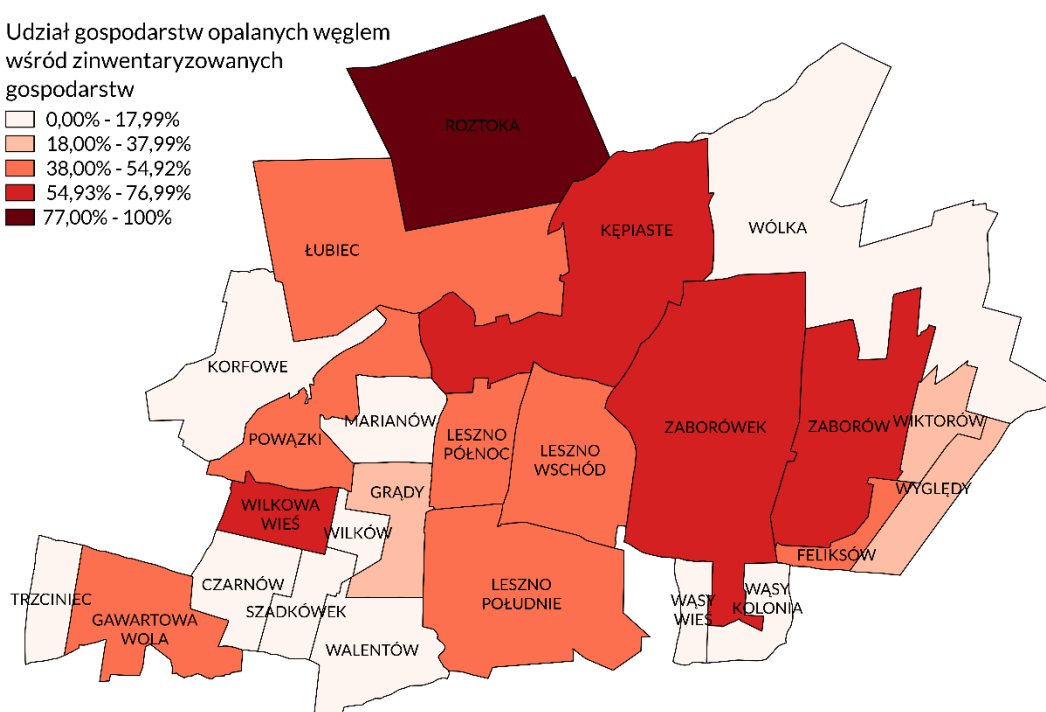 Udział gospodarstw opalanych węglem
wśród zinwentaryzowanych
gospodarstw
0,00% - 17,99%
18,00% - 37,99%
38,00% - 54,92%
54,93% - 76,99%
77,00% - 100%
ROZTOKA
KĘPIASTE
WÓLKA
ŁUBIEC
KORFOWE
MARIANÓW
POWĄZKI
LESZNO
PÓŁNOC
LESZNO
WSCHÓD
ZABORÓWEK
ZABORÓW
WIKTORÓW
GRĄDY
WYGLĘDY
WILKOWA
WIEŚ
WILKÓW
FELIKSÓW
TRZCINIEC
CZARNÓW
SZADKÓWEK
GAWARTOWA
WOLA
LESZNO
POŁUDNIE
WĄSY
WIEŚ
WĄSY
KOLONIA
WALENTÓW